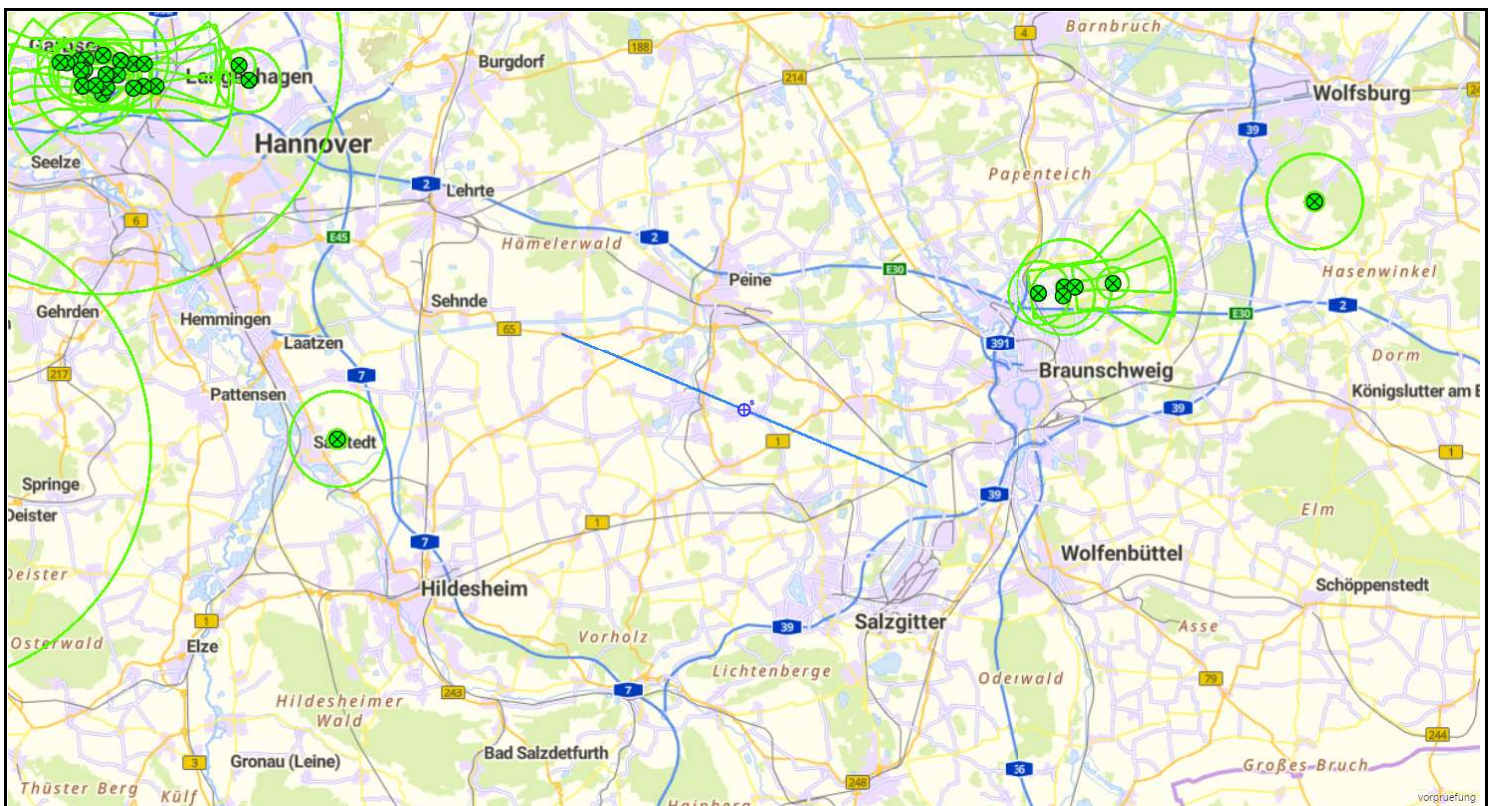 Barnbruch
4
Garbsen
188
Burgdorf
Langenhagen
214
Wolfsburg
39
Hannover
Seelze
Papenteich
2
Lehrte
6
E45
Hämelerwald
2
E30
Peine
Hasenwinkel
Gehrden
Hemmingen
Sehnde
65
E30
2
Laatzen
391
Dorm
217
7
Braunschweig
Pattensen
s
Königslutter am E
39
Sarstedt
1
1
Springe
39
Deister
1
Elm
7
Wolfenbüttel
Deister
Hildesheim
Schöppenstedt
1
Salzgitter
39
Asse
Osterwald
Elze
Vorholz
Lichtenberge
Oderwald
79
243
7
Hildesheimer
Wald
244
Bad Salzdetfurth
3
Gronau (Leine)
36
Großes Bruch
248
Thüster Berg
Külf
Hainberg
vorpruefung